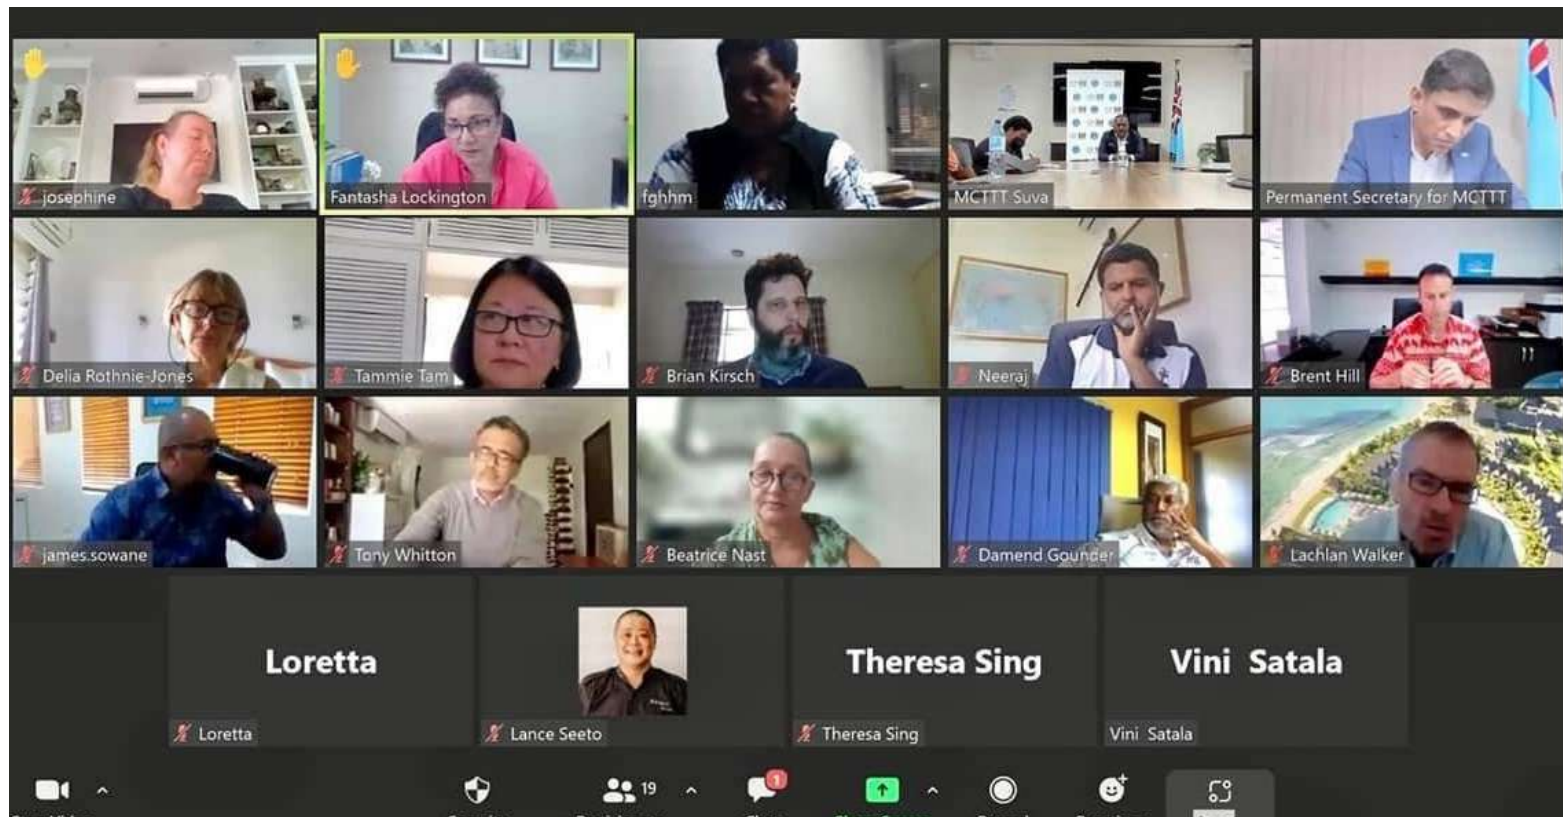 josephine
Fantasha Lockington
fghhm
MCTTT Suva
Permanent Secretary for MCTTT
Delia Rothnie-Jones
Tammie Tam
Brian Kirsch
Neeraj
Brent Hill
james.sowane
Tony Whitton
Beatrice Nast
Damend Gounder
Lachlan Walker
Loretta
Theresa Sing
Vini Satala
Loretta
Lance Seeto
Theresa Sing
Vini Satala
19
1